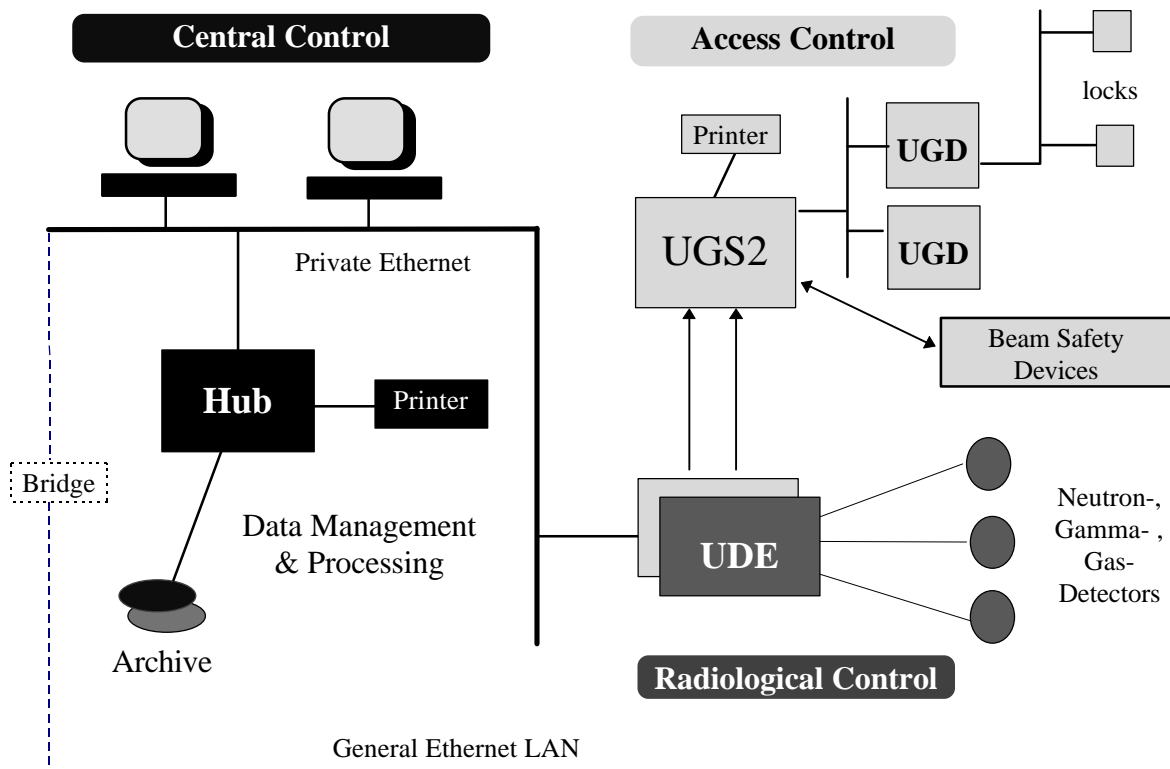 Central Control
Access Control
locks
Printer
UGD
UGS2
UGD
Private Ethernet
Beam Safety
Devices
Hub
Printer
Bridge
Neutron-,
Gamma- ,
Gas-
Detectors
Data Management
& Processing
UDE
Archive
Radiological Control
General Ethernet LAN